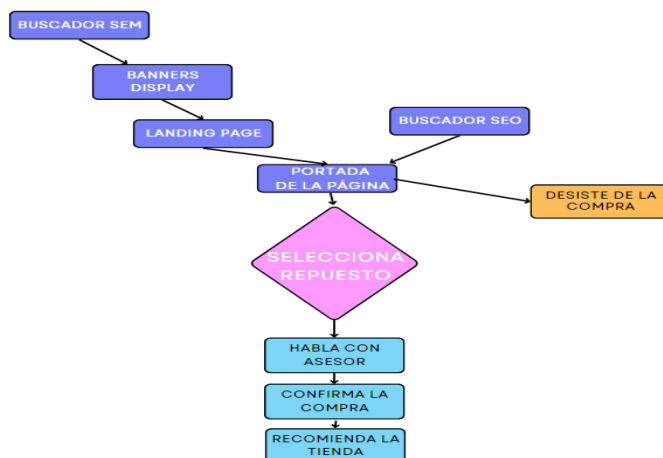 BUSCADOR SEM
BANNERS
DISPLAY
LANDING PAGE
BUSCADOR SEO
PORTADA
DE LA PÁGINA
DESISTE DE LA
COMPRA
SELECCIONA
REPUESTO
HABLA CON
ASESOR
CONFIRMA LA
COMPRA
RECOMIENDA LA
TIENDA